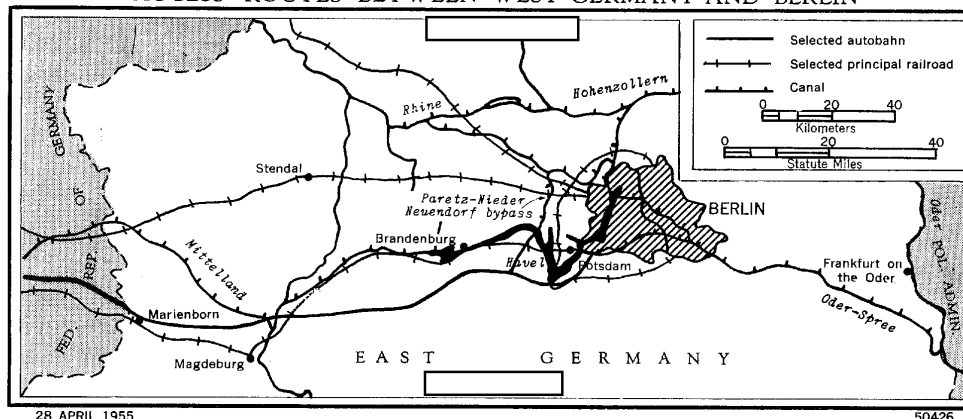 ACCESS ROUTES BETWEEN WEST GERMANY AND BERLIN
Selected autobahn
Selected principal railroad
Canal
0 20 40
Kilometers
0 20 40
Statute Miles
FED. REP. OF GERMANY
Rhine
Hohenzollern
Stendal
Paretz-Nieder
Neuendorf bypass
BERLIN
Brandenburg
Havel
Potsdam
Mittelland
Marienborn
Magdeburg
Frankfurt on
the Oder
Oder-Spree
Oder
POL. ADMIN.
EAST GERMANY
28 APRIL 1955
50426